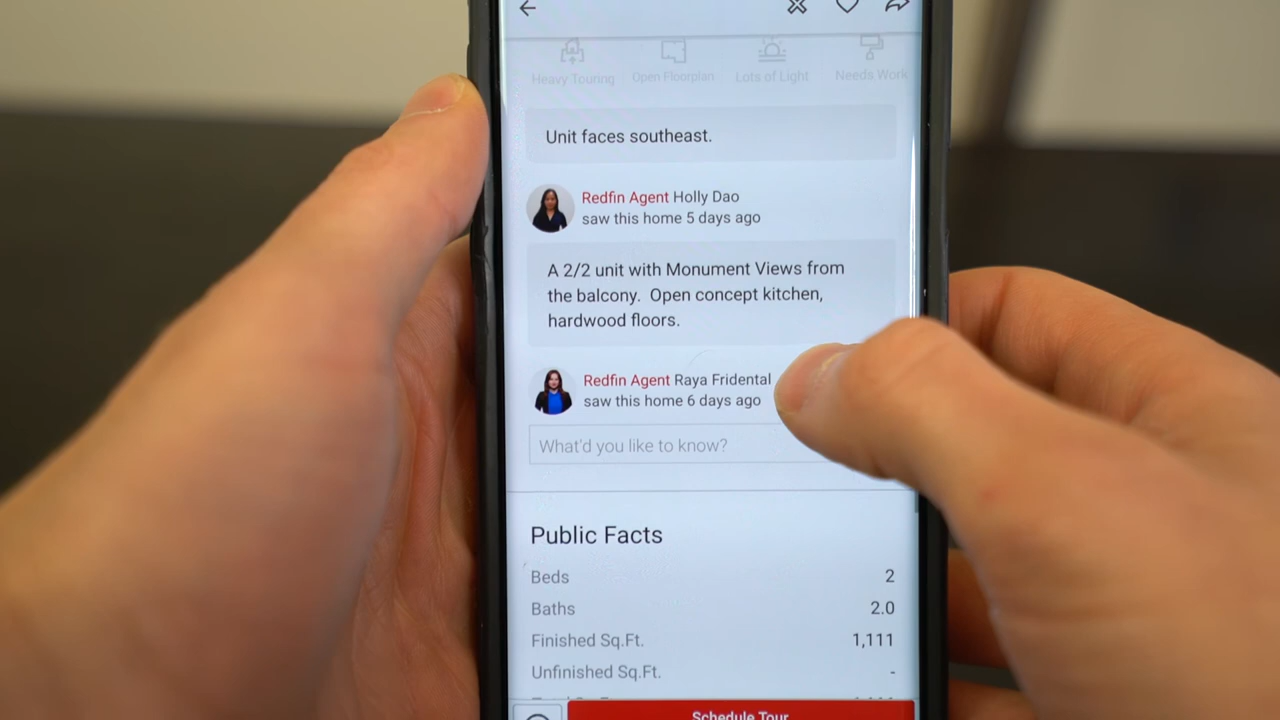 Heavy Touring Open Floorplan Lots of Light Needs Work
Unit faces southeast.
Redfin Agent Holly Dao
saw this home 5 days ago
A 2/2 unit with Monument Views from
the balcony. Open concept kitchen,
hardwood floors.
Redfin Agent Raya Fridental
saw this home 6 days ago
What'd you like to know?
Public Facts
Beds 2
Baths 2.0
Finished Sq.Ft. 1,111
Unfinished Sq.Ft. -
Schedule Tour